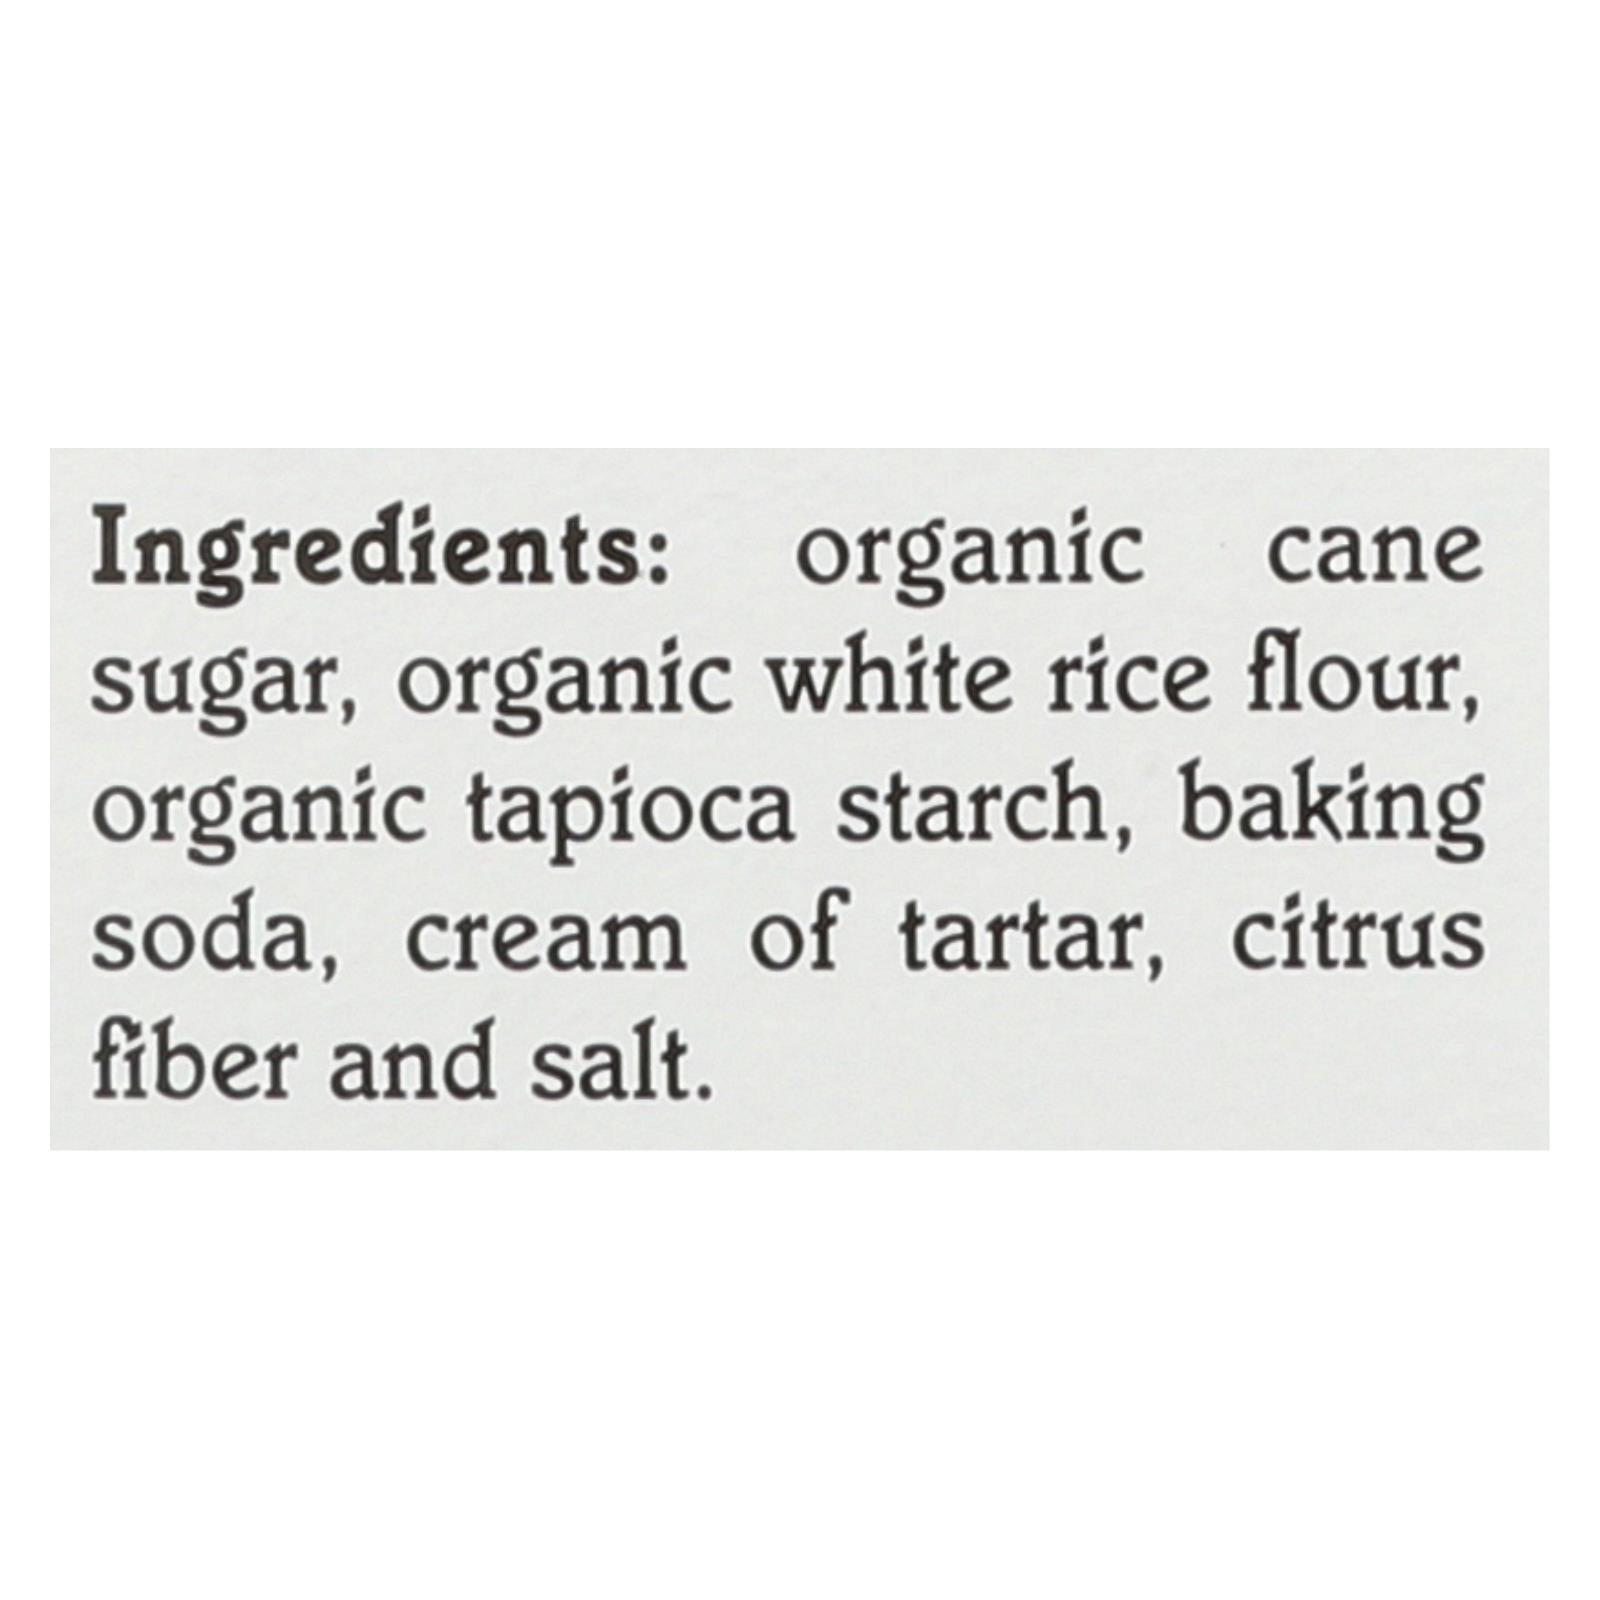 Ingredients: organic cane
sugar, organic white rice flour,
organic tapioca starch, baking
soda, cream of tartar, citrus
fiber and salt.